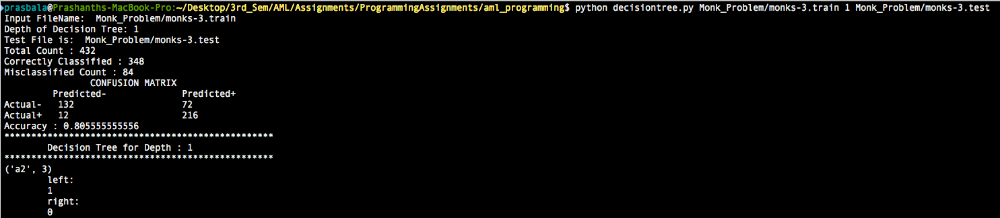 prasbala@Prashanths-MacBook-Pro:~/Desktop/3rd_Sem/AML/Assignments/ProgrammingAssignments/aml_programming$ python decisiontree.py Monk_Problem/monks-3.train 1 Monk_Problem/monks-3.test
Input FileName:  Monk_Problem/monks-3.train
Depth of Decision Tree: 1
Test File is:  Monk_Problem/monks-3.test
Total Count : 432
Correctly Classified : 348
Misclassified Count : 84
CONFUSION MATRIX
Predicted- Predicted+
Actual- 132 72
Actual+ 12 216
Accuracy : 0.805555555556
**************************************************
Decision Tree for Depth : 1
**************************************************
('a2', 3)
left:
1
right:
0